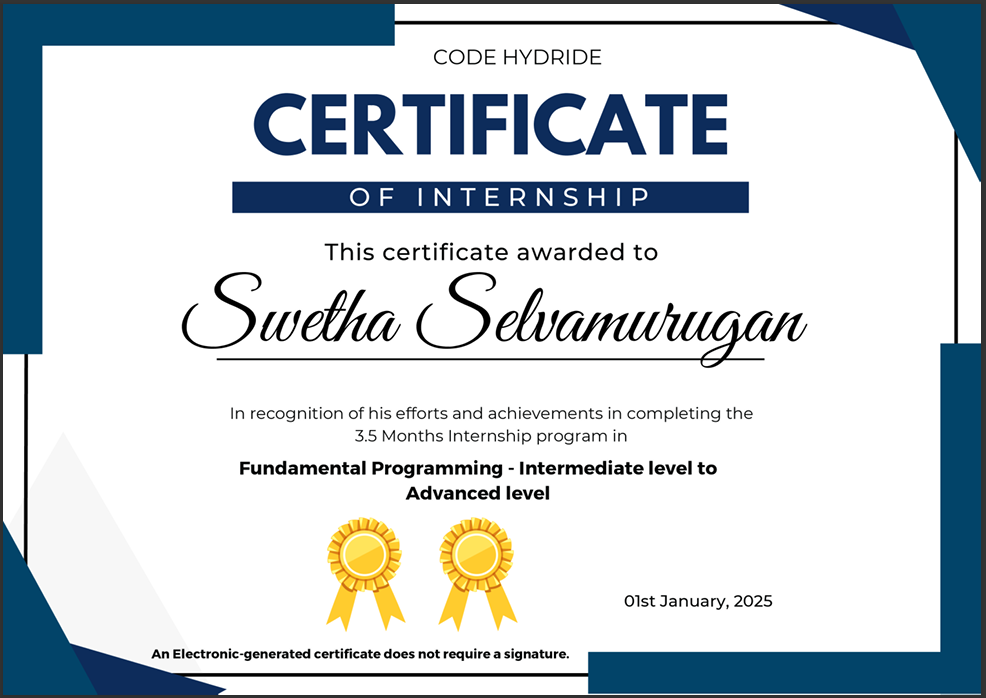 CODE HYDRIDE
CERTIFICATE
OF INTERNSHIP
This certificate awarded to
Swetha Selvamurugan
In recognition of his efforts and achievements in completing the
3.5 Months Internship program in
Fundamental Programming - Intermediate level to
Advanced level
01st January, 2025
An Electronic-generated certificate does not require a signature.